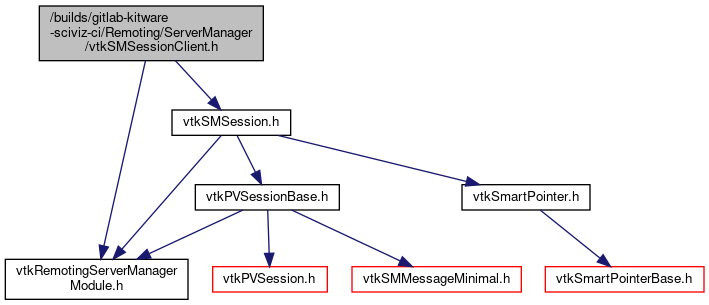 /builds/gitlab-kitware
-sciviz-ci/Remoting/ServerManager
/vtkSMSessionClient.h
vtkSMSession.h
vtkPVSessionBase.h
vtkSmartPointer.h
vtkRemotingServerManager
Module.h
vtkPVSession.h
vtkSMMessageMinimal.h
vtkSmartPointerBase.h